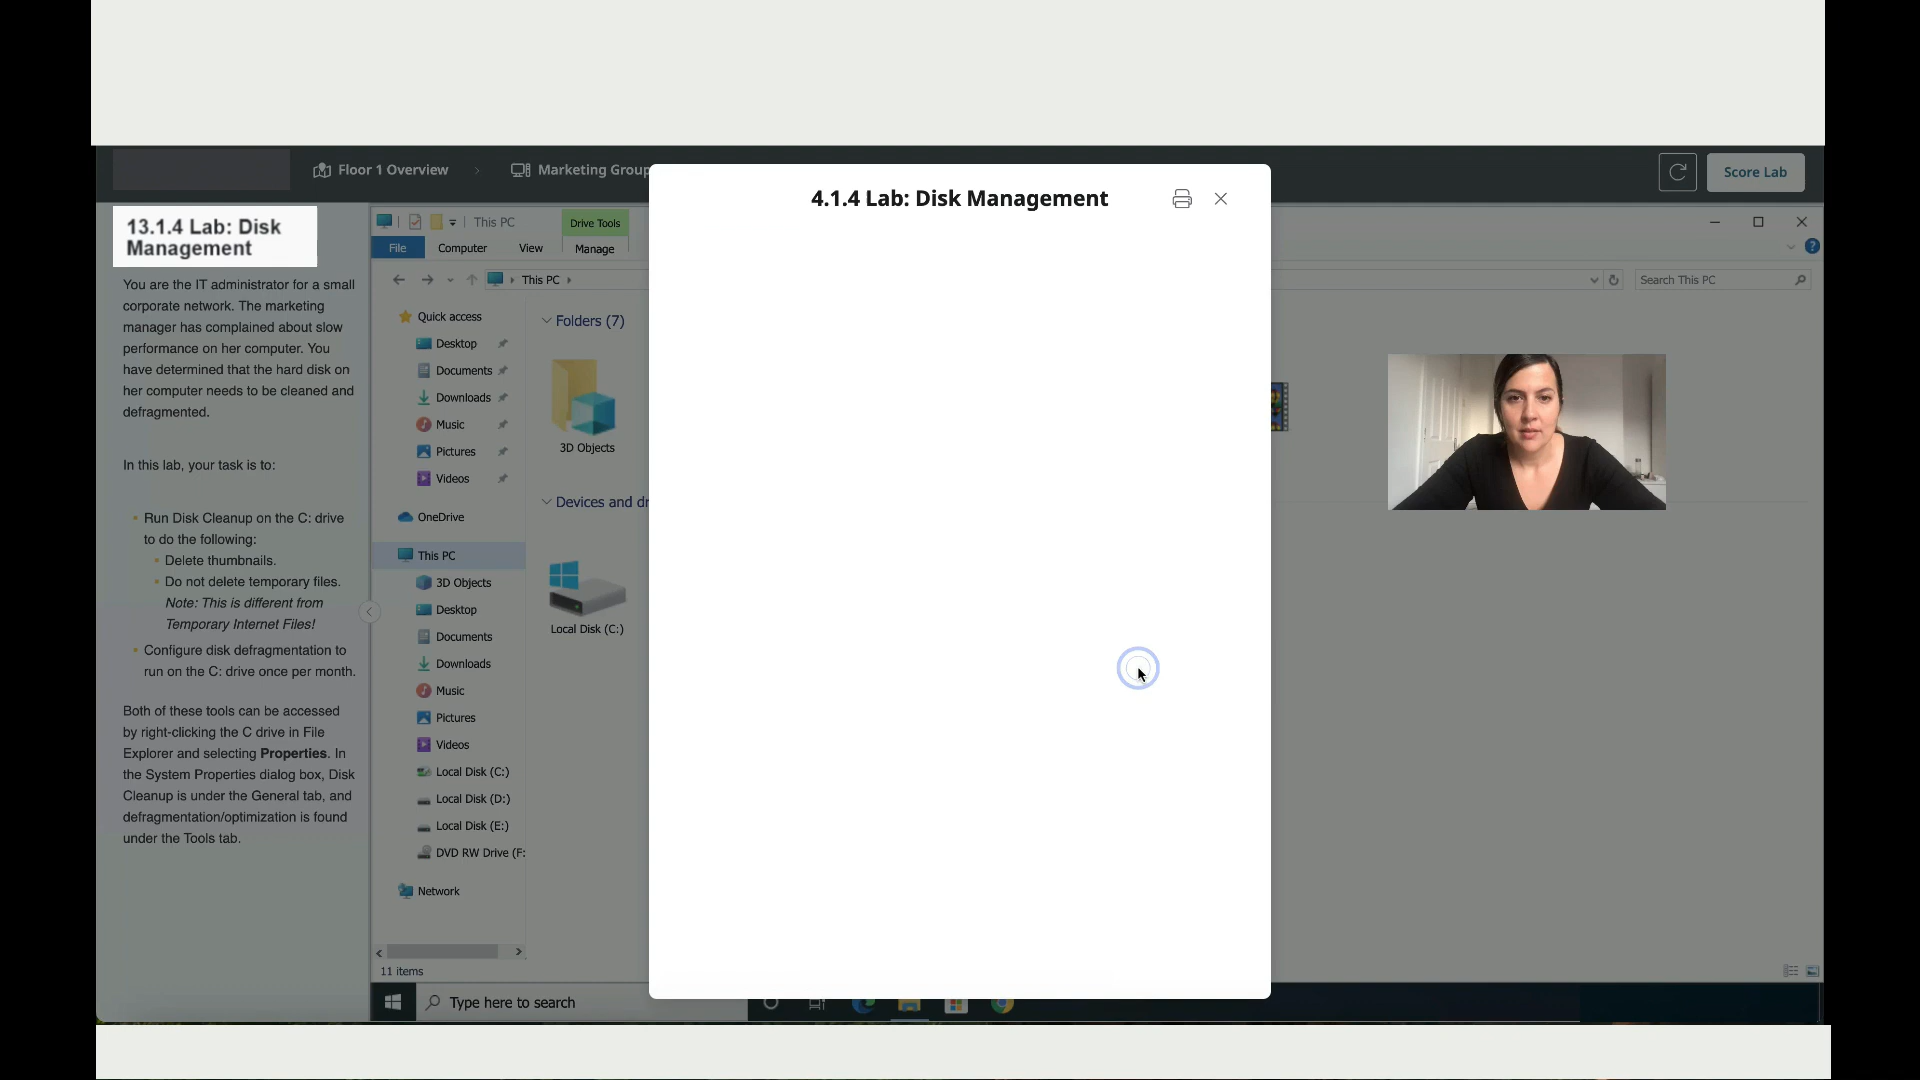 Floor 1 Overview
Marketing Group
Score Lab
4.1.4 Lab: Disk Management
13.1.4 Lab: Disk
Management
You are the IT administrator for a small
corporate network. The marketing
manager has complained about slow
performance on her computer. You
have determined that the hard disk on
her computer needs to be cleaned and
defragmented.
In this lab, your task is to:
Run Disk Cleanup on the C: drive
to do the following:
Delete thumbnails.
Do not delete temporary files.
Note: This is different from
Temporary Internet Files!
Configure disk defragmentation to
run on the C: drive once per month.
Both of these tools can be accessed
by right-clicking the C drive in File
Explorer and selecting Properties. In
the System Properties dialog box, Disk
Cleanup is under the General tab, and
defragmentation/optimization is found
under the Tools tab.
This PC
Drive Tools
File
Computer
View
Manage
This PC
Search This PC
Quick access
Desktop
Documents
Downloads
Music
Pictures
Videos
OneDrive
This PC
3D Objects
Desktop
Documents
Downloads
Music
Pictures
Videos
Local Disk (C:)
Local Disk (D:)
Local Disk (E:)
DVD RW Drive (F:
Network
11 items
Folders (7)
3D Objects
Devices and dr
Local Disk (C:)
Type here to search